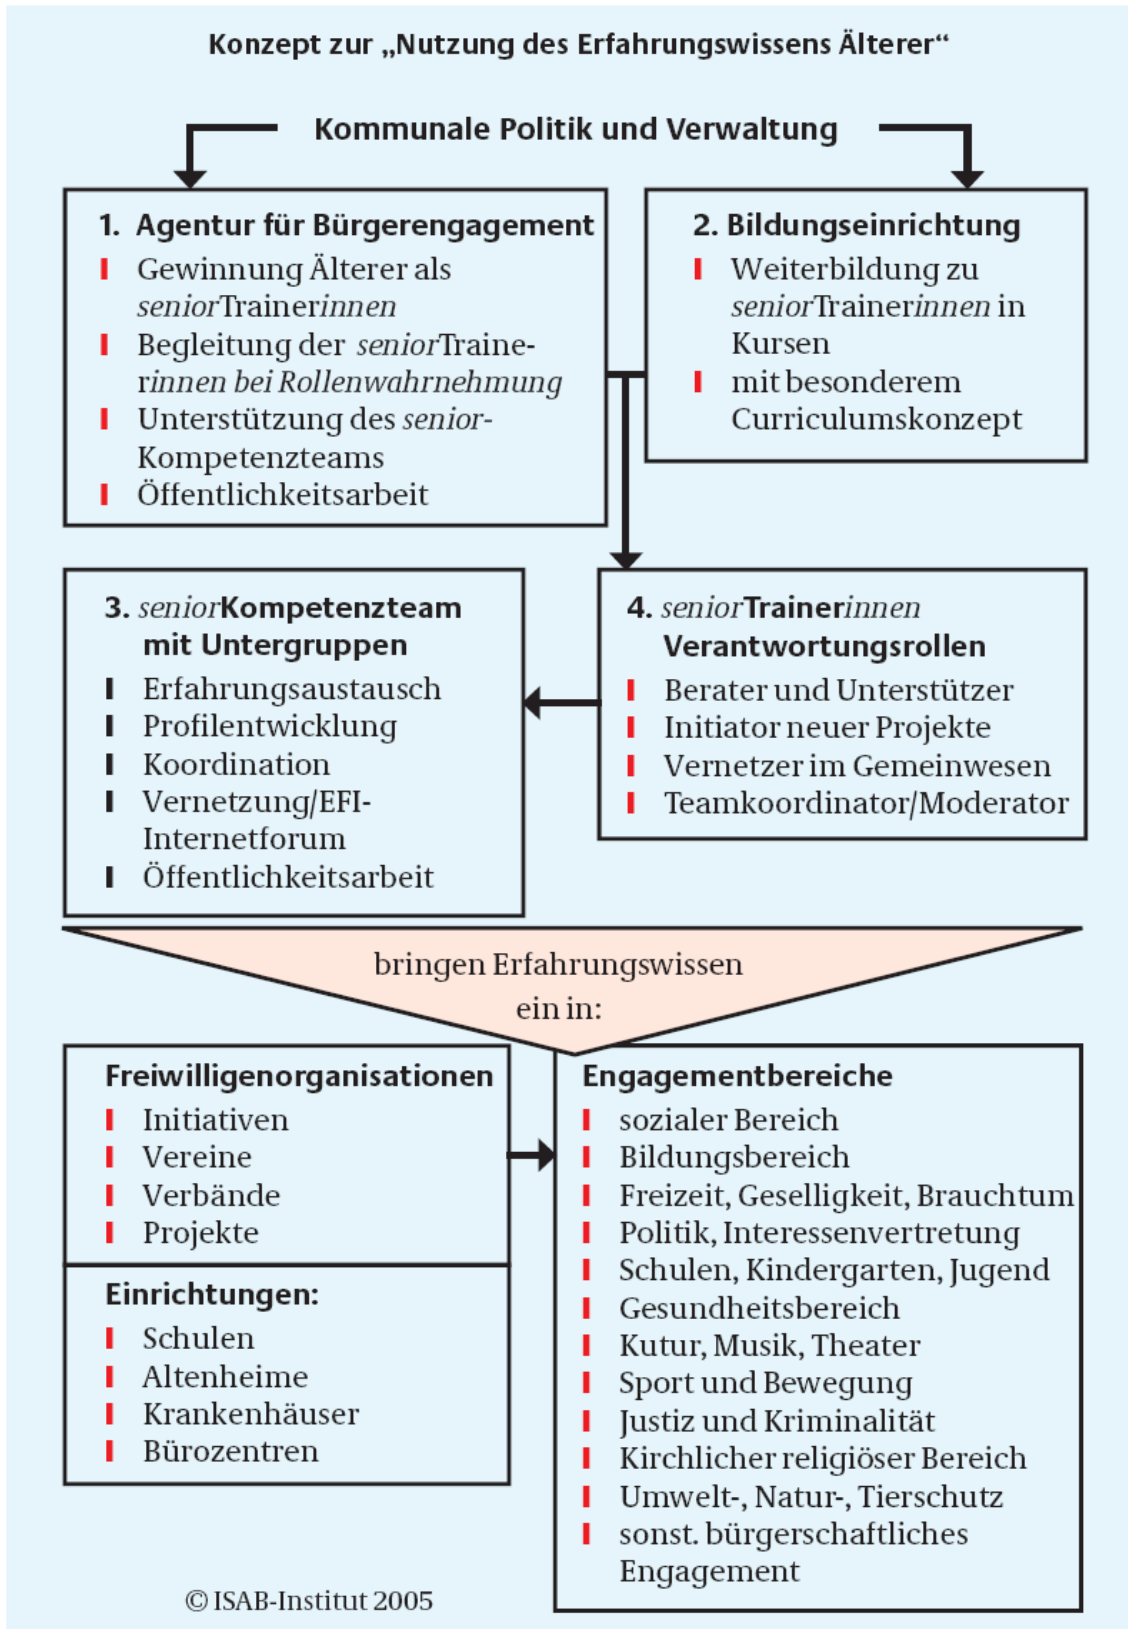 Konzept zur „Nutzung des Erfahrungswissens Älterer“
Kommunale Politik und Verwaltung
1. Agentur für Bürgerengagement
Gewinnung Älterer als
seniorTrainerinnen
Begleitung der seniorTraine-
rinnen bei Rollenwahrnehmung
Unterstützung des senior-
Kompetenzteams
Öffentlichkeitsarbeit
2. Bildungseinrichtung
Weiterbildung zu
seniorTrainerinnen in
Kursen
mit besonderem
Curriculumskonzept
3. seniorKompetenzteam
mit Untergruppen
Erfahrungsaustausch
Profilentwicklung
Koordination
Vernetzung/EFI-
Internetforum
Öffentlichkeitsarbeit
4. seniorTrainerinnen
Verantwortungsrollen
Berater und Unterstützer
Initiator neuer Projekte
Vernetzer im Gemeinwesen
Teamkoordinator/Moderator
bringen Erfahrungswissen
ein in:
Freiwilligenorganisationen
Initiativen
Vereine
Verbände
Projekte
Einrichtungen:
Schulen
Altenheime
Krankenhäuser
Bürozentren
Engagementbereiche
sozialer Bereich
Bildungsbereich
Freizeit, Geselligkeit, Brauchtum
Politik, Interessenvertretung
Schulen, Kindergarten, Jugend
Gesundheitsbereich
Kutur, Musik, Theater
Sport und Bewegung
Justiz und Kriminalität
Kirchlicher religiöser Bereich
Umwelt-, Natur-, Tierschutz
sonst. bürgerschaftliches
Engagement
© ISAB-Institut 2005